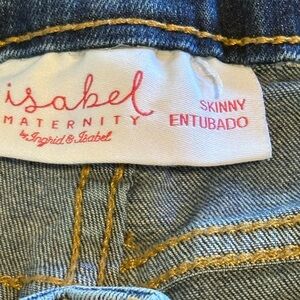 isabel
MATERNITY
by Ingrid & Isabel
SKINNY
ENTUBADO